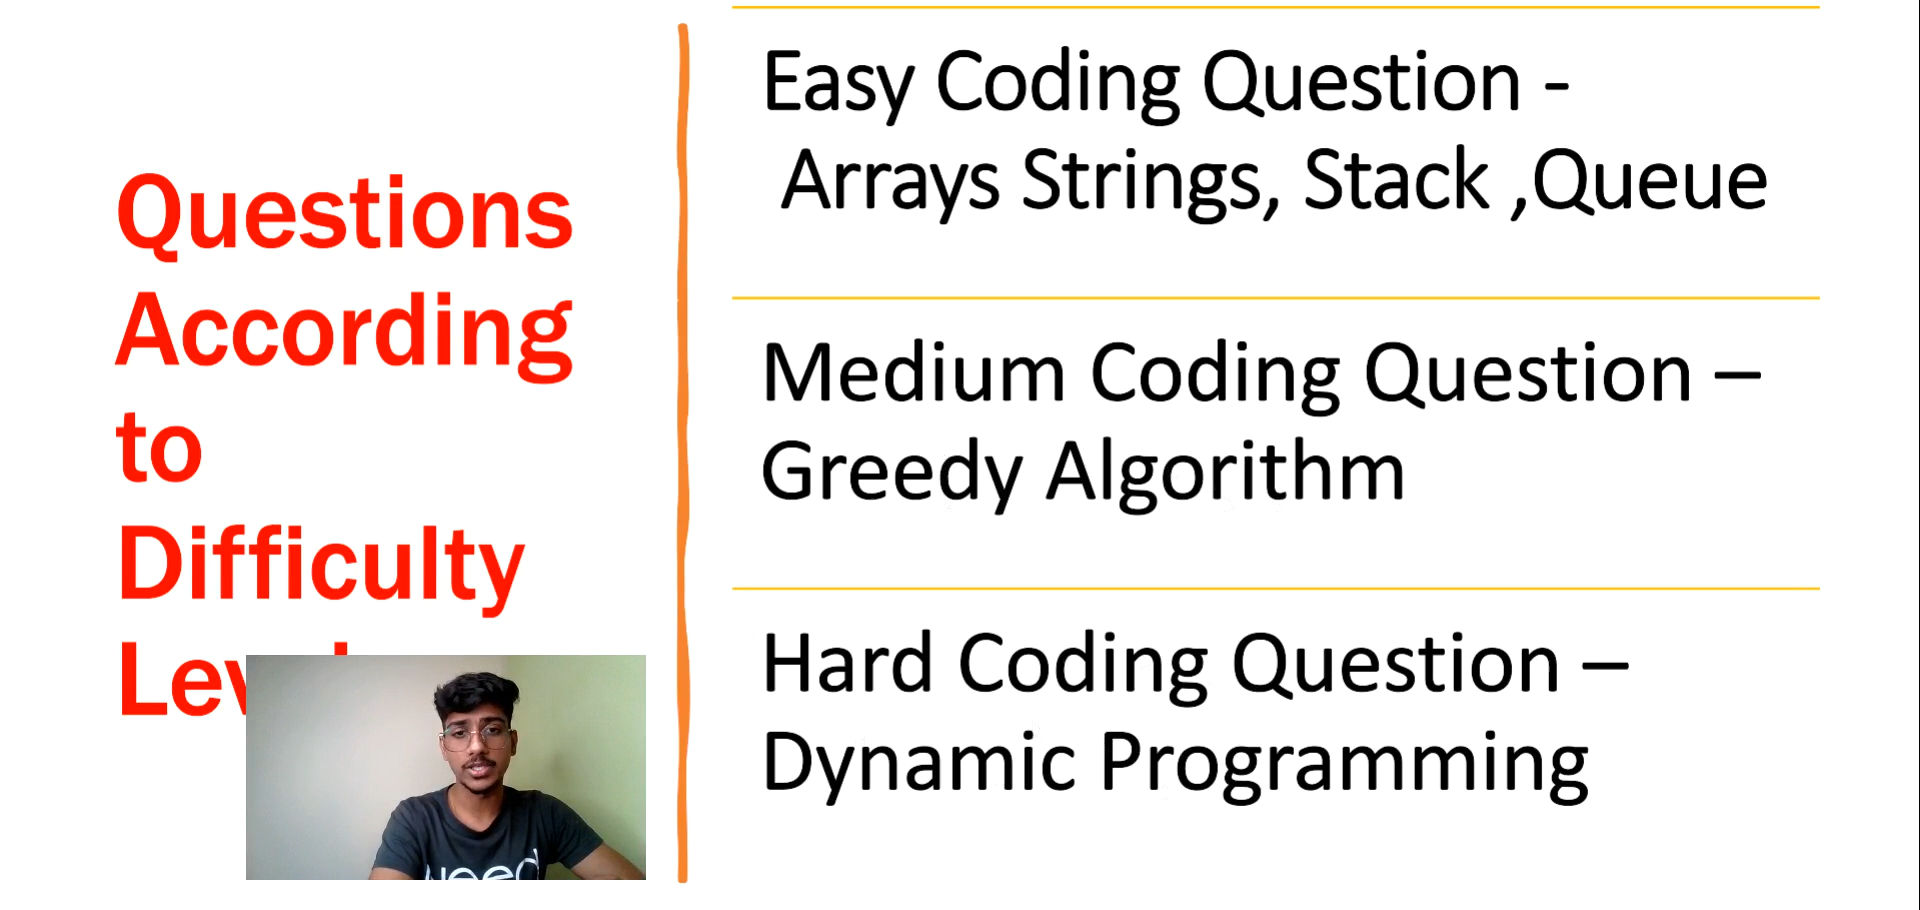 Questions
According
to
Difficulty
Easy Coding Question -
Arrays Strings, Stack ,Queue
Medium Coding Question –
Greedy Algorithm
Hard Coding Question –
Dynamic Programming